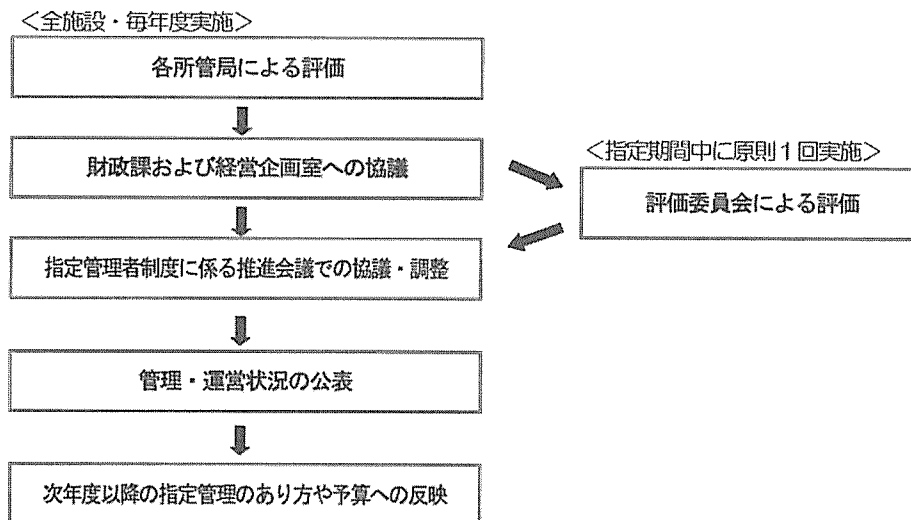 ＜全施設・毎年度実施＞
各所管局による評価
財政課および経営企画室への協議
＜指定期間中に原則１回実施＞
評価委員会による評価
指定管理者制度に係る推進会議での協議・調整
管理・運営状況の公表
次年度以降の指定管理のあり方や予算への反映